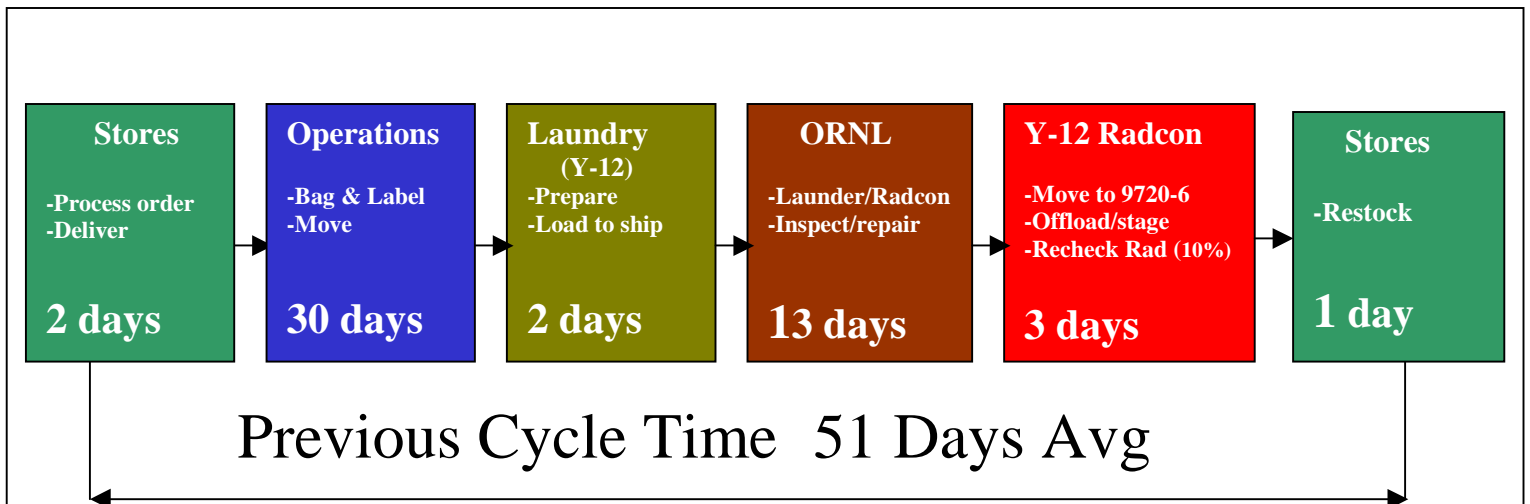 Stores
-Process order
-Deliver
2 days
Operations
-Bag & Label
-Move
30 days
Laundry
(Y-12)
-Prepare
-Load to ship
2 days
ORNL
-Launder/Radcon
-Inspect/repair
13 days
Y-12 Radcon
-Move to 9720-6
-Offload/stage
-Recheck Rad (10%)
3 days
Stores
-Restock
1 day
Previous Cycle Time 51 Days Avg